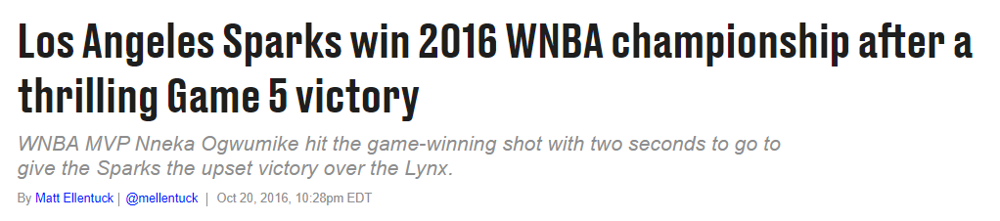 Los Angeles Sparks win 2016 WNBA championship after a
thrilling Game 5 victory
WNBA MVP Nneka Ogwumike hit the game-winning shot with two seconds to go to
give the Sparks the upset victory over the Lynx.
By Matt Ellentuck | @mellentuck | Oct 20, 2016, 10:28pm EDT